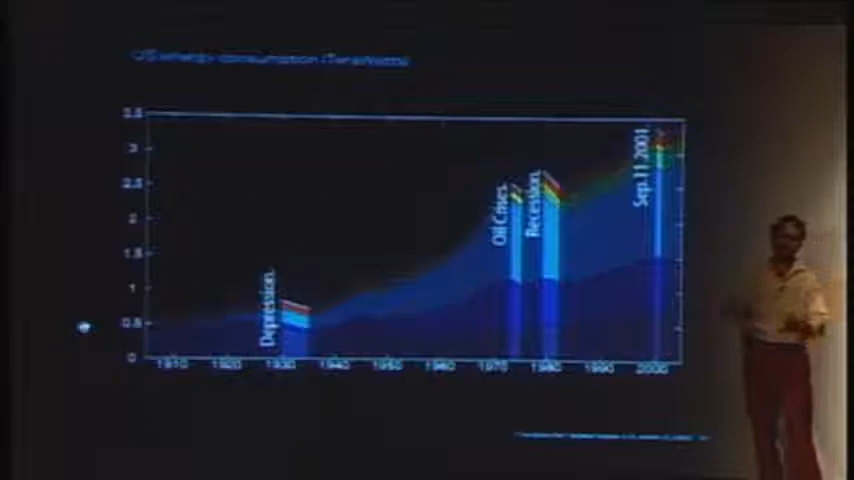 US energy consumption (TeraWatts)
3.5
3
2.5
2
1.5
1
0.5
0
Depression.
Oil Crises.
Recession.
Sep.11 2001.
1910 1920 1930 1940 1950 1960 1970 1980 1990 2000